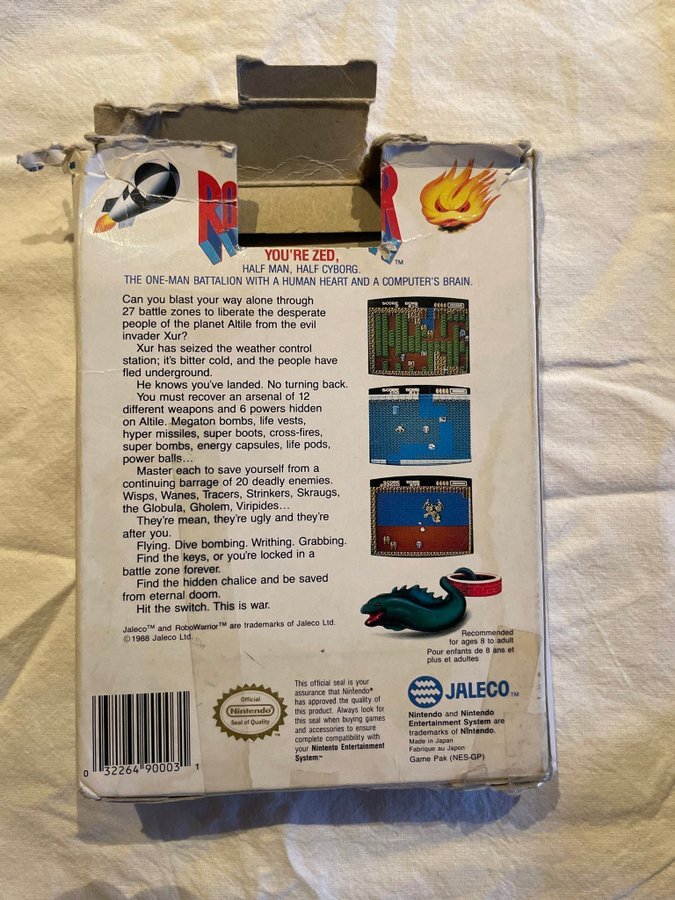 RO R
™
YOU'RE ZED,
HALF MAN, HALF CYBORG.
THE ONE-MAN BATTALION WITH A HUMAN HEART AND A COMPUTER'S BRAIN.
Can you blast your way alone through
27 battle zones to liberate the desperate
people of the planet Altile from the evil
invader Xur?
Xur has seized the weather control
station; it's bitter cold, and the people have
fled underground.
He knows you've landed. No turning back.
You must recover an arsenal of 12
different weapons and 6 powers hidden
on Altile. Megaton bombs, life vests,
hyper missiles, super boots, cross-fires,
super bombs, energy capsules, life pods,
power balls...
Master each to save yourself from a
continuing barrage of 20 deadly enemies.
Wisps, Wanes, Tracers, Strinkers, Skraugs,
the Globula, Gholem, Viripides...
They're mean, they're ugly and they're
after you.
Flying. Dive bombing. Writhing. Grabbing.
Find the keys, or you're locked in a
battle zone forever.
Find the hidden chalice and be saved
from eternal doom.
Hit the switch. This is war.
Jaleco™ and RoboWarrior™ are trademarks of Jaleco Ltd.
© 1988 Jaleco Ltd.
SCORE BOMB
SCORE BOMB
SCORE BOMB
Recommended
for ages 8 to adult
Pour enfants de 8 ans et
plus et adultes
0 32264 90003 1
Official
Nintendo
Seal of Quality
This official seal is your
assurance that Nintendo®
has approved the quality of
this product. Always look for
this seal when buying games
and accessories to ensure
complete compatibility with
your Nintendo Entertainment
System™
JALECO™
Nintendo and Nintendo
Entertainment System are
trademarks of Nintendo.
Made in Japan
Fabrique au Japon
Game Pak (NES-GP)